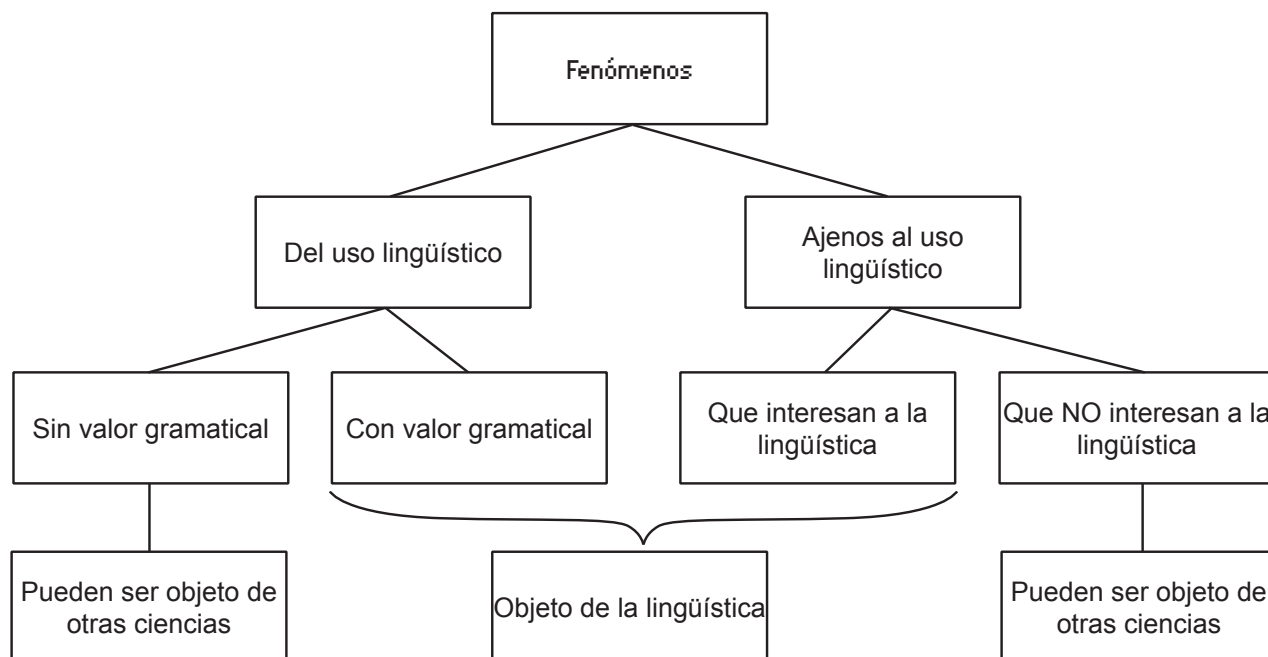 Fenómenos
Del uso lingüístico
Ajenos al uso
lingüístico
Sin valor gramatical
Con valor gramatical
Que interesan a la
lingüística
Que NO interesan a la
lingüística
Pueden ser objeto de
otras ciencias
Objeto de la lingüística
Pueden ser objeto de
otras ciencias